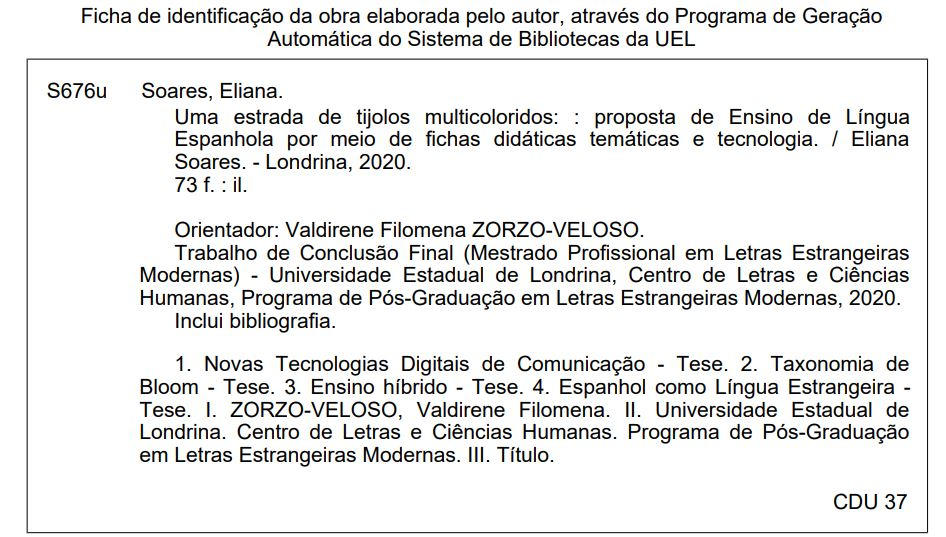 Ficha de identificação da obra elaborada pelo autor, através do Programa de Geração
Automática do Sistema de Bibliotecas da UEL
S676u Soares, Eliana.
Uma estrada de tijolos multicoloridos: : proposta de Ensino de Língua
Espanhola por meio de fichas didáticas temáticas e tecnologia. / Eliana
Soares. - Londrina, 2020.
73 f. : il.
Orientador: Valdirene Filomena ZORZO-VELOSO.
Trabalho de Conclusão Final (Mestrado Profissional em Letras Estrangeiras
Modernas) - Universidade Estadual de Londrina, Centro de Letras e Ciências
Humanas, Programa de Pós-Graduação em Letras Estrangeiras Modernas, 2020.
Inclui bibliografia.
1. Novas Tecnologias Digitais de Comunicação - Tese. 2. Taxonomia de
Bloom - Tese. 3. Ensino híbrido - Tese. 4. Espanhol como Língua Estrangeira -
Tese. I. ZORZO-VELOSO, Valdirene Filomena. II. Universidade Estadual de
Londrina. Centro de Letras e Ciências Humanas. Programa de Pós-Graduação
em Letras Estrangeiras Modernas. III. Título.
CDU 37